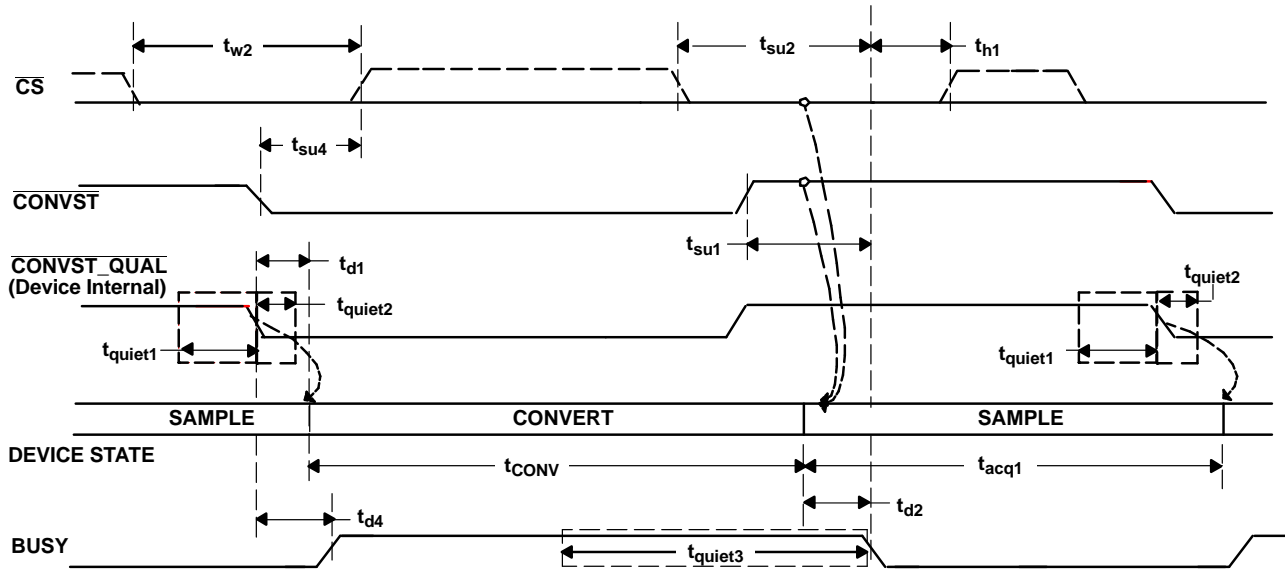 tw2
tsu2
th1
CS
tsu4
CONVST
tsu1
CONVST_QUAL
(Device Internal)
td1
tquiet2
tquiet2
tquiet1
tquiet1
SAMPLE
CONVERT
SAMPLE
DEVICE STATE
tCONV
tacq1
td4
td2
BUSY
tquiet3